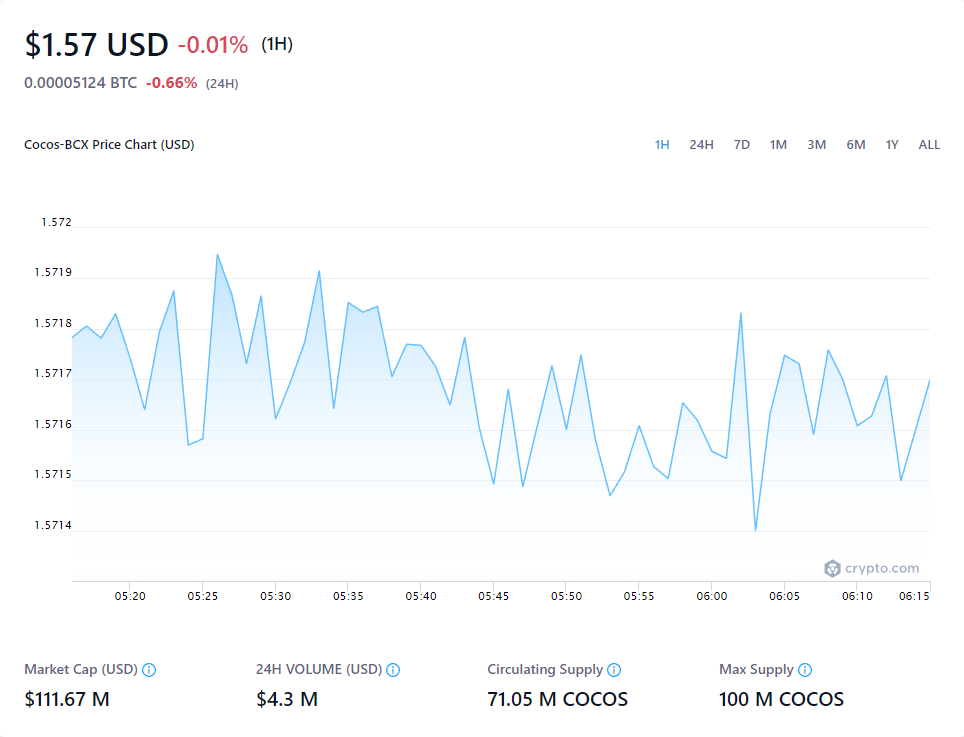 $1.57 USD -0.01% (1H)
0.00005124 BTC -0.66% (24H)
Cocos-BCX Price Chart (USD) 1H 24H 7D 1M 3M 6M 1Y ALL
1.572
1.5719
1.5718
1.5717
1.5716
1.5715
1.5714
crypto.com
05:20 05:25 05:30 05:35 05:40 05:45 05:50 05:55 06:00 06:05 06:10 06:15
Market Cap (USD) 24H VOLUME (USD) Circulating Supply Max Supply
$111.67 M $4.3 M 71.05 M COCOS 100 M COCOS